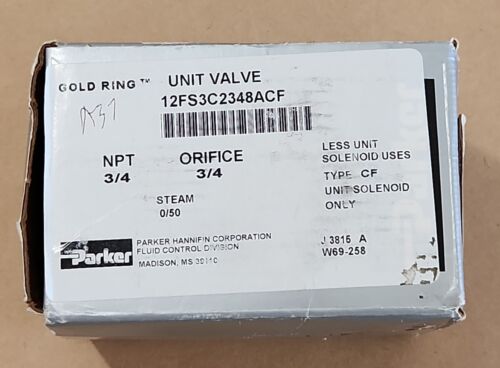 GOLD RING™ UNIT VALVE
12FS3C2348ACF
NPT ORIFICE
3/4 3/4
STEAM
0/50
LESS UNIT
SOLENOID USES
TYPE CF
UNIT SOLENOID
ONLY
Parker
PARKER HANNIFIN CORPORATION
FLUID CONTROL DIVISION
MADISON, MS
J 3815 A
W69-258